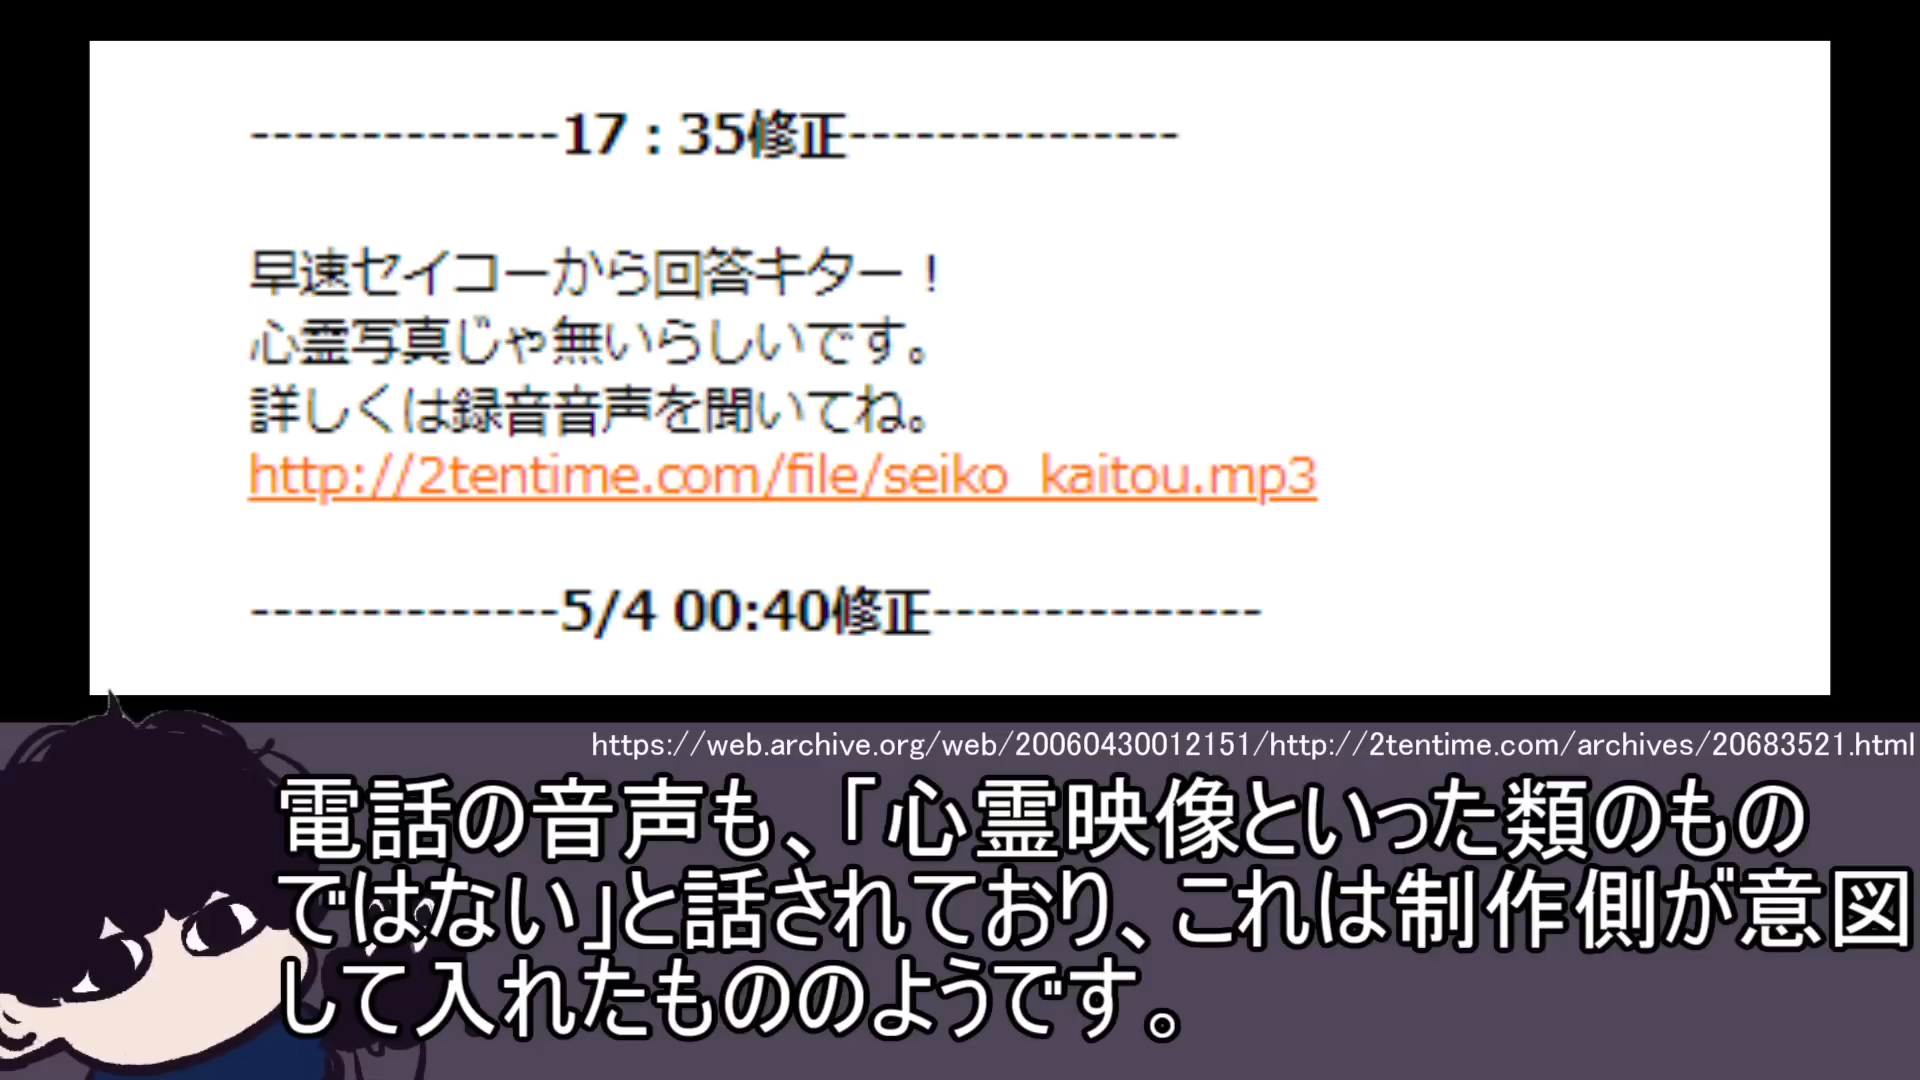 --------------17：35修正---------------
早速セイコーから回答キター！
心霊写真じゃ無いらしいです。
詳しくは録音音声を聞いてね。
http://2tentime.com/file/seiko_kaitou.mp3
--------------5/4 00:40修正---------------
https://web.archive.org/web/20060430012151/http://2tentime.com/archives/20683521.html
電話の音声も、「心霊映像といった類のもの
ではない」と話されており、これは制作側が意図
して入れたもののようです。